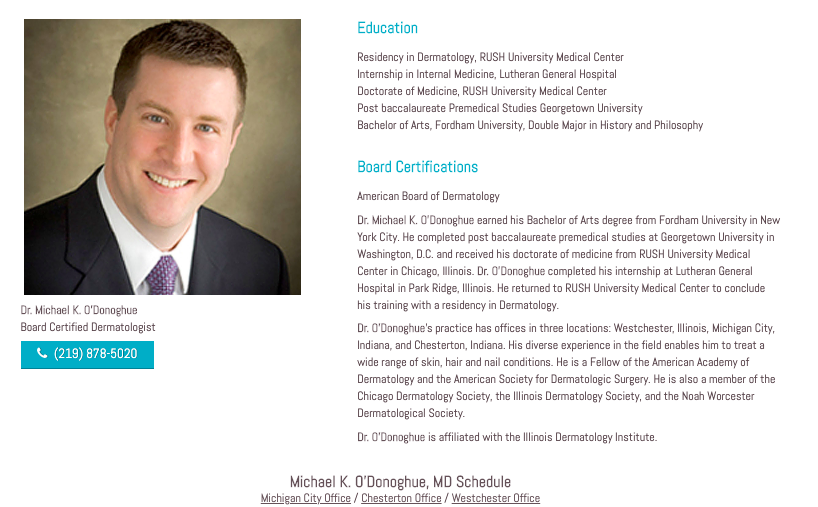 Education
Residency in Dermatology, RUSH University Medical Center
Internship in Internal Medicine, Lutheran General Hospital
Doctorate of Medicine, RUSH University Medical Center
Post baccalaureate Premedical Studies Georgetown University
Bachelor of Arts, Fordham University, Double Major in History and Philosophy
Board Certifications
American Board of Dermatology
Dr. Michael K. O'Donoghue earned his Bachelor of Arts degree from Fordham University in New
York City. He completed post baccalaureate premedical studies at Georgetown University in
Washington, D.C. and received his doctorate of medicine from RUSH University Medical
Center in Chicago, Illinois. Dr. O'Donoghue completed his internship at Lutheran General
Hospital in Park Ridge, Illinois. He returned to RUSH University Medical Center to conclude
his training with a residency in Dermatology.
Dr. O'Donoghue's practice has offices in three locations: Westchester, Illinois, Michigan City,
Indiana, and Chesterton, Indiana. His diverse experience in the field enables him to treat a
wide range of skin, hair and nail conditions. He is a Fellow of the American Academy of
Dermatology and the American Society for Dermatologic Surgery. He is also a member of the
Chicago Dermatology Society, the Illinois Dermatology Society, and the Noah Worcester
Dermatological Society.
Dr. O'Donoghue is affiliated with the Illinois Dermatology Institute.
Dr. Michael K. O'Donoghue
Board Certified Dermatologist
(219) 878-5020
Michael K. O'Donoghue, MD Schedule
Michigan City Office / Chesterton Office / Westchester Office